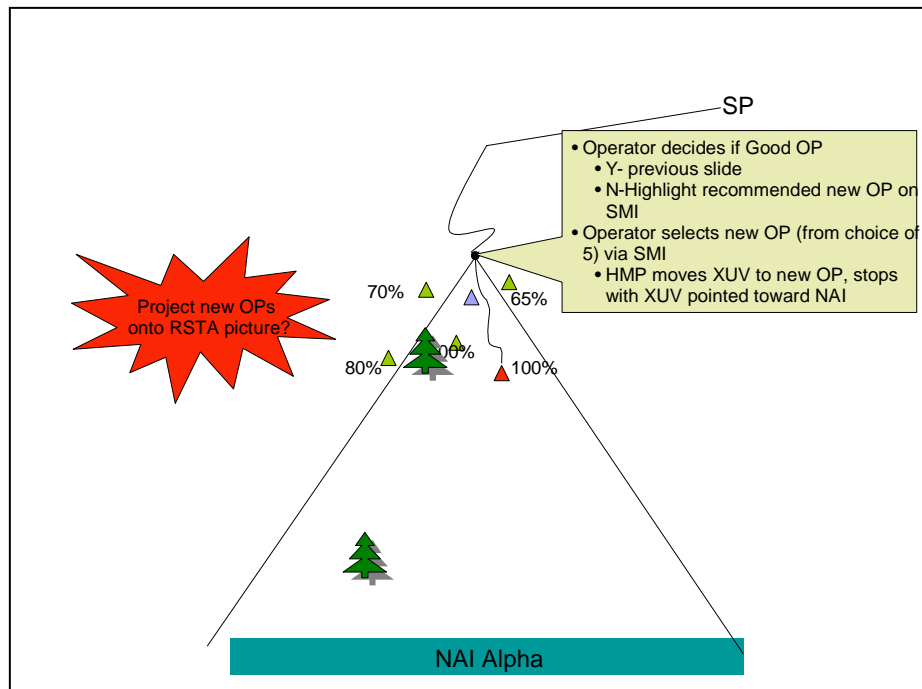 SP
• Operator decides if Good OP
• Y- previous slide
• N-Highlight recommended new OP on
SMI
• Operator selects new OP (from choice of
5) via SMI
• HMP moves XUV to new OP, stops
with XUV pointed toward NAI
Project new OPs
onto RSTA picture?
70%
65%
80%
100%
NAI Alpha